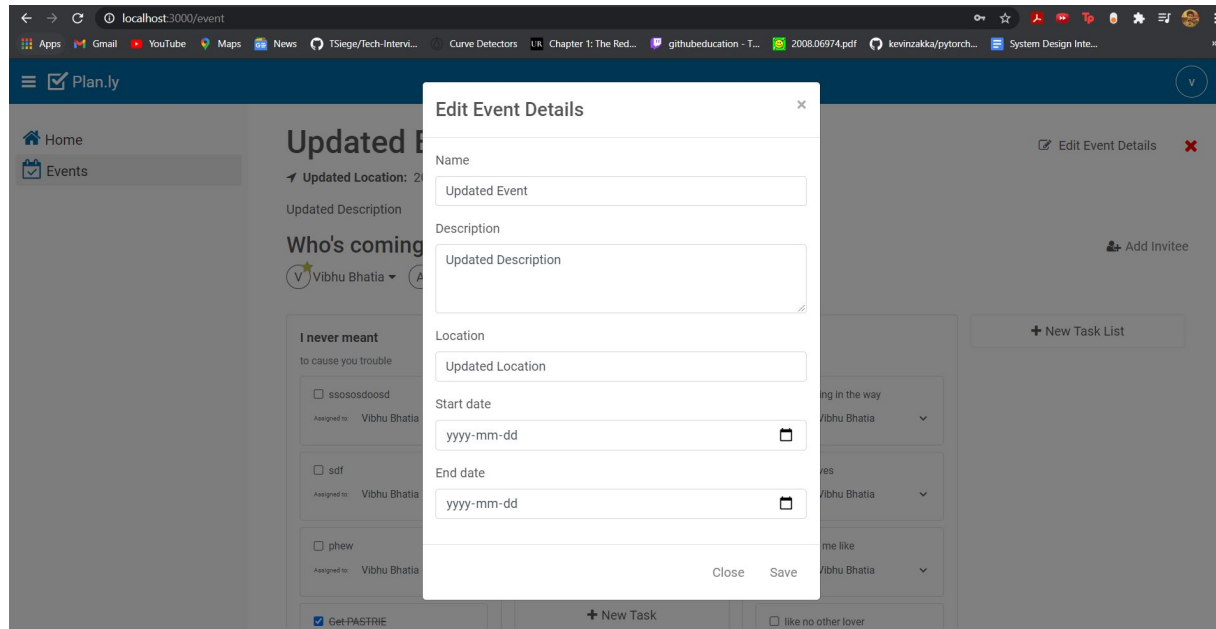 localhost:3000/event
Apps Gmail YouTube Maps News TSiege/Tech-Intervi... Curve Detectors UR Chapter 1: The Red... githubeducation - T... 2008.06974.pdf kevinzakka/pytorch... System Design Inte... »
Plan.ly V
Home
Events
Updated E
Edit Event Details
Updated Location: 2
Updated Description
Who's coming
Add Invitee
V Vibhu Bhatia A
I never meant
to cause you trouble
ssososdoosd
Assigned to: Vibhu Bhatia
sdf
Assigned to: Vibhu Bhatia
phew
Assigned to: Vibhu Bhatia
Get PASTRIE
Edit Event Details ×
Name
Updated Event
Description
Updated Description
Location
Updated Location
Start date
yyyy-mm-dd
End date
yyyy-mm-dd
Close Save
+ New Task
ing in the way
Vibhu Bhatia
ves
Vibhu Bhatia
me like
Vibhu Bhatia
like no other lover
+ New Task List